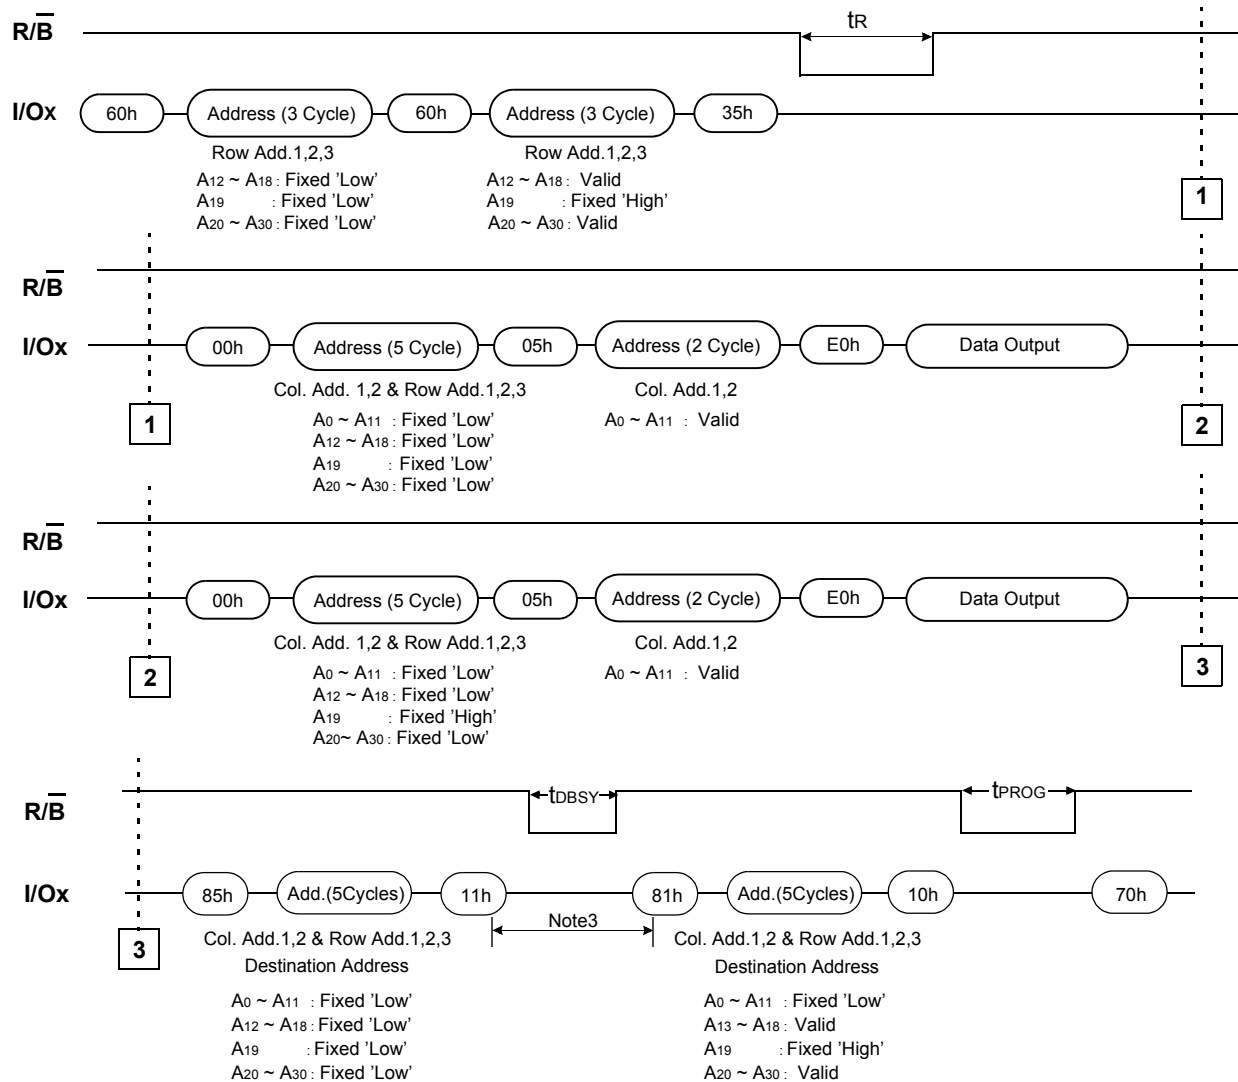 R/B tR
I/Ox 60h Address (3 Cycle) 60h Address (3 Cycle) 35h
Row Add.1,2,3 Row Add.1,2,3
A12 ~ A18 : Fixed 'Low' A12 ~ A18 : Valid
A19 : Fixed 'Low' A19 : Fixed 'High'
A20 ~ A30 : Fixed 'Low' A20 ~ A30 : Valid
1
R/B
I/Ox 00h Address (5 Cycle) 05h Address (2 Cycle) E0h Data Output
Col. Add. 1,2 & Row Add.1,2,3 Col. Add.1,2
A0 ~ A11 : Fixed 'Low' A0 ~ A11 : Valid
A12 ~ A18 : Fixed 'Low'
A19 : Fixed 'Low'
A20 ~ A30 : Fixed 'Low'
1 2
R/B
I/Ox 00h Address (5 Cycle) 05h Address (2 Cycle) E0h Data Output
Col. Add. 1,2 & Row Add.1,2,3 Col. Add.1,2
A0 ~ A11 : Fixed 'Low' A0 ~ A11 : Valid
A12 ~ A18 : Fixed 'Low'
A19 : Fixed 'High'
A20~ A30 : Fixed 'Low'
2 3
R/B tDBSY tPROG
I/Ox 85h Add.(5Cycles) 11h 81h Add.(5Cycles) 10h 70h
Note3
Col. Add.1,2 & Row Add.1,2,3 Col. Add.1,2 & Row Add.1,2,3
3 Destination Address Destination Address
A0 ~ A11 : Fixed 'Low' A0 ~ A11 : Fixed 'Low'
A12 ~ A18 : Fixed 'Low' A13 ~ A18 : Valid
A19 : Fixed 'Low' A19 : Fixed 'High'
A20 ~ A30 : Fixed 'Low' A20 ~ A30 : Valid